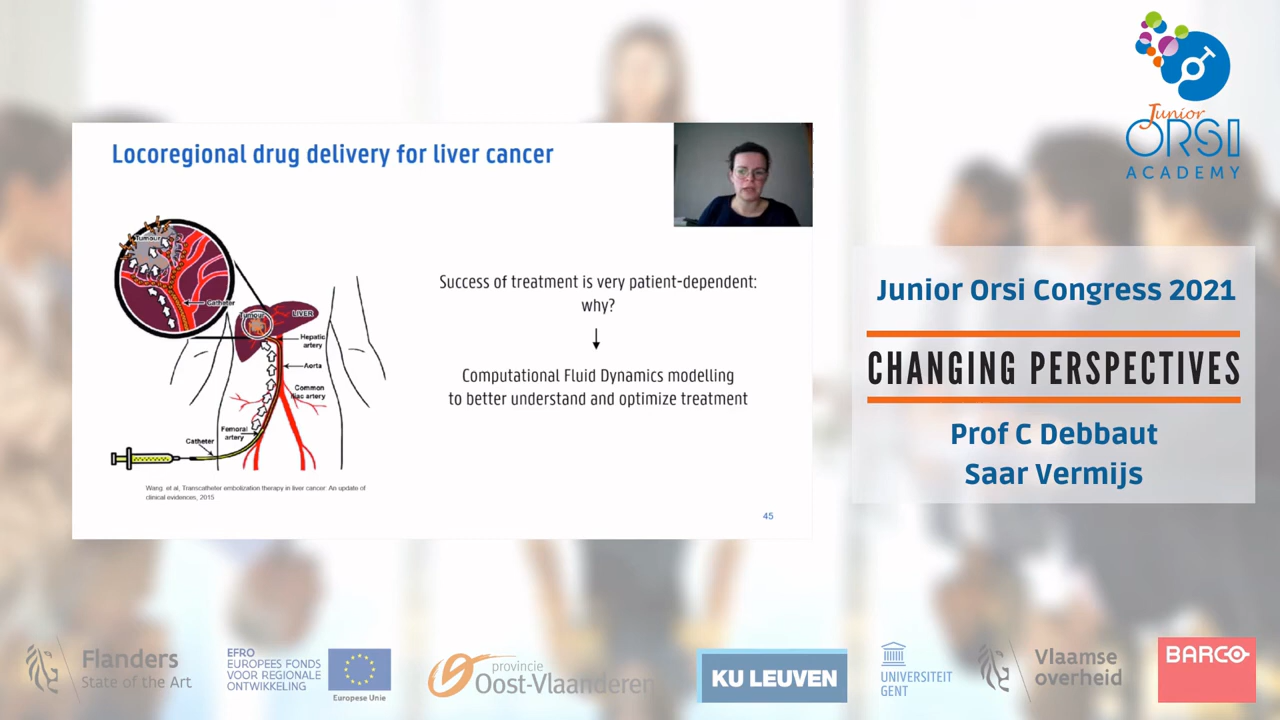 Locoregional drug delivery for liver cancer
Tumour
Catheter
Tumour
LIVER
Hepatic
artery
Aorta
Common
iliac artery
Femoral
artery
Catheter
Wang et al, Transcatheter embolization therapy in liver cancer: An update of
clinical evidences, 2015
Success of treatment is very patient-dependent:
why?
Computational Fluid Dynamics modelling
to better understand and optimize treatment
45
Junior
ORSI
ACADEMY
Junior Orsi Congress 2021
CHANGING PERSPECTIVES
Prof C Debbaut
Saar Vermijs
Flanders
State of the Art
EFRO
EUROPEES FONDS
VOOR REGIONALE
ONTWIKKELING
Europese Unie
provincie
Oost-Vlaanderen
KU LEUVEN
UNIVERSITEIT
GENT
Vlaamse
overheid
BARCO